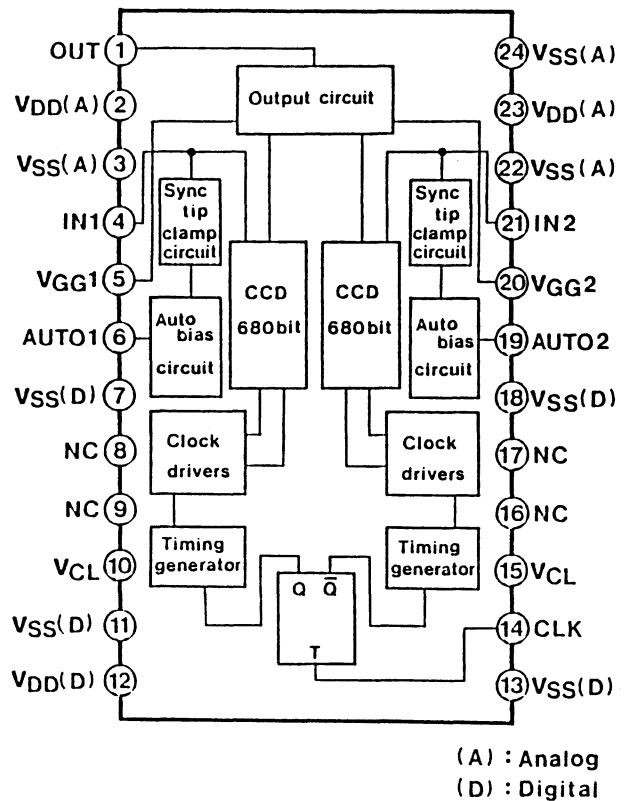 OUT 1
VDD(A) 2
VSS(A) 3
IN1 4
VGG1 5
AUTO1 6
VSS(D) 7
NC 8
NC 9
VCL 10
VSS(D) 11
VDD(D) 12
24 VSS(A)
23 VDD(A)
22 VSS(A)
21 IN2
20 VGG2
19 AUTO2
18 VSS(D)
17 NC
16 NC
15 VCL
14 CLK
13 VSS(D)
Output circuit
Sync
tip
clamp
circuit
Auto
bias
circuit
CCD
680bit
CCD
680bit
Sync
tip
clamp
circuit
Auto
bias
circuit
Clock
drivers
Clock
drivers
Timing
generator
Timing
generator
Q Q̅
T
(A) : Analog
(D) : Digital